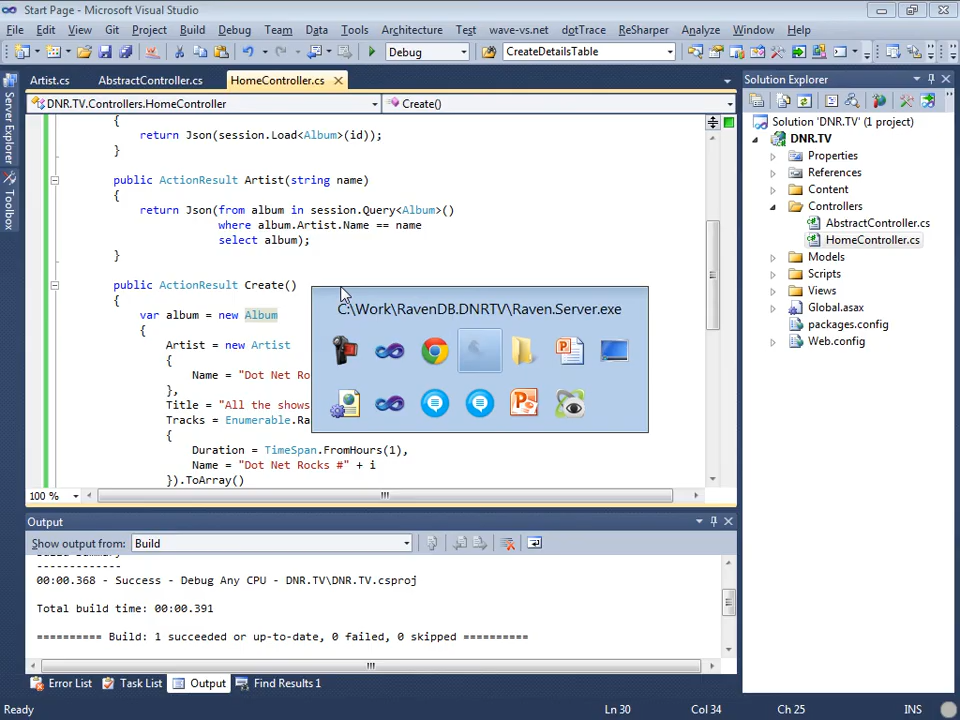 Start Page - Microsoft Visual Studio
File Edit View Git Project Build Debug Team Data Tools Architecture Test wave-vs.net dotTrace ReSharper Analyze Window Help
Debug CreateDetailsTable
Artist.cs AbstractController.cs HomeController.cs
DNR.TV.Controllers.HomeController Create()
{
return Json(session.Load<Album>(id));
}
public ActionResult Artist(string name)
{
return Json(from album in session.Query<Album>()
where album.Artist.Name == name
select album);
}
public ActionResult Create()
{
var album = new Album
{
Artist = new Artist
{
Name = "Dot Net Ro
},
Title = "All the shows
Tracks = Enumerable.Ra
{
Duration = TimeSpan.FromHours(1),
Name = "Dot Net Rocks #" + i
}).ToArray()
100 %
C:\Work\RavenDB.DNRTV\Raven.Server.exe
Server Explorer
Toolbox
Output
Show output from: Build
Build Summary
-------------
00:00.368 - Success - Debug Any CPU - DNR.TV\DNR.TV.csproj
Total build time: 00:00.391
========== Build: 1 succeeded or up-to-date, 0 failed, 0 skipped ==========
Error List Task List Output Find Results 1
Solution Explorer
Solution 'DNR.TV' (1 project)
DNR.TV
Properties
References
Content
Controllers
AbstractController.cs
HomeController.cs
Models
Scripts
Views
Global.asax
packages.config
Web.config
Ready Ln 30 Col 34 Ch 25 INS